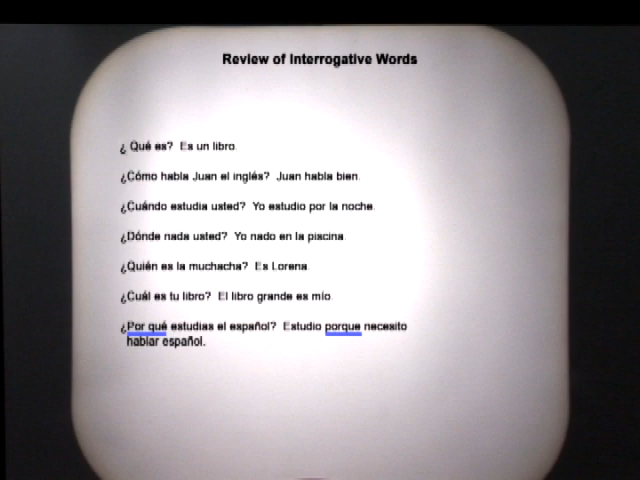 Review of Interrogative Words
¿ Qué es? Es un libro.
¿Cómo habla Juan el inglés? Juan habla bien.
¿Cuándo estudia usted? Yo estudio por la noche.
¿Dónde nada usted? Yo nado en la piscina.
¿Quién es la muchacha? Es Lorena.
¿Cuál es tu libro? El libro grande es mío.
¿Por qué estudias el español? Estudio porque necesito
hablar español.